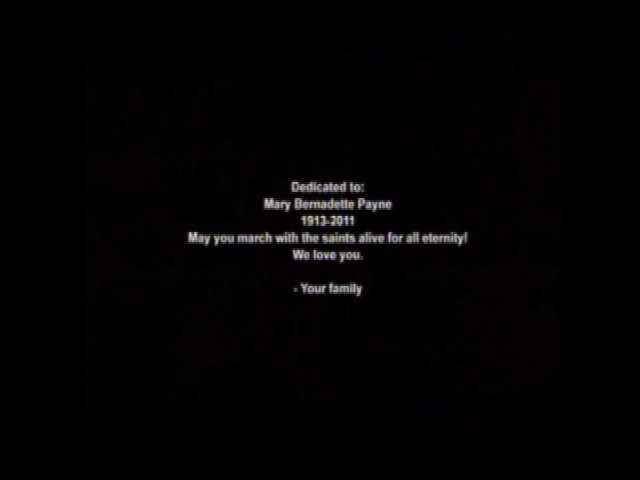 Dedicated to:
Mary Bernadette Payne
1913-2011
May you march with the saints alive for all eternity!
We love you.
- Your family